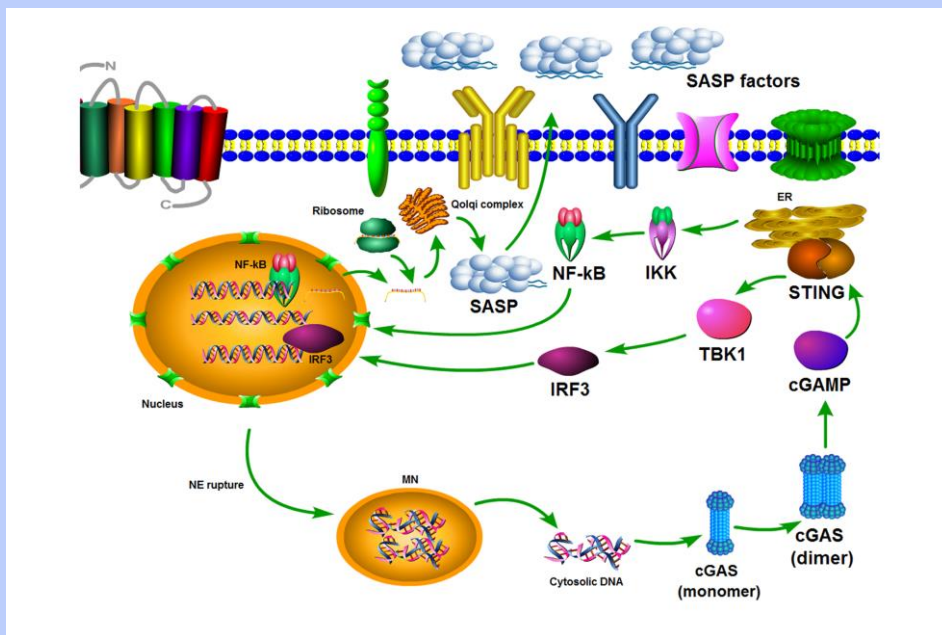 N
SASP factors
C
Ribosome
Qolqi complex
ER
NF-kB
SASP
NF-kB
IKK
STING
TBK1
IRF3
IRF3
cGAMP
Nucleus
NE rupture
MN
Cytosolic DNA
cGAS
(monomer)
cGAS
(dimer)